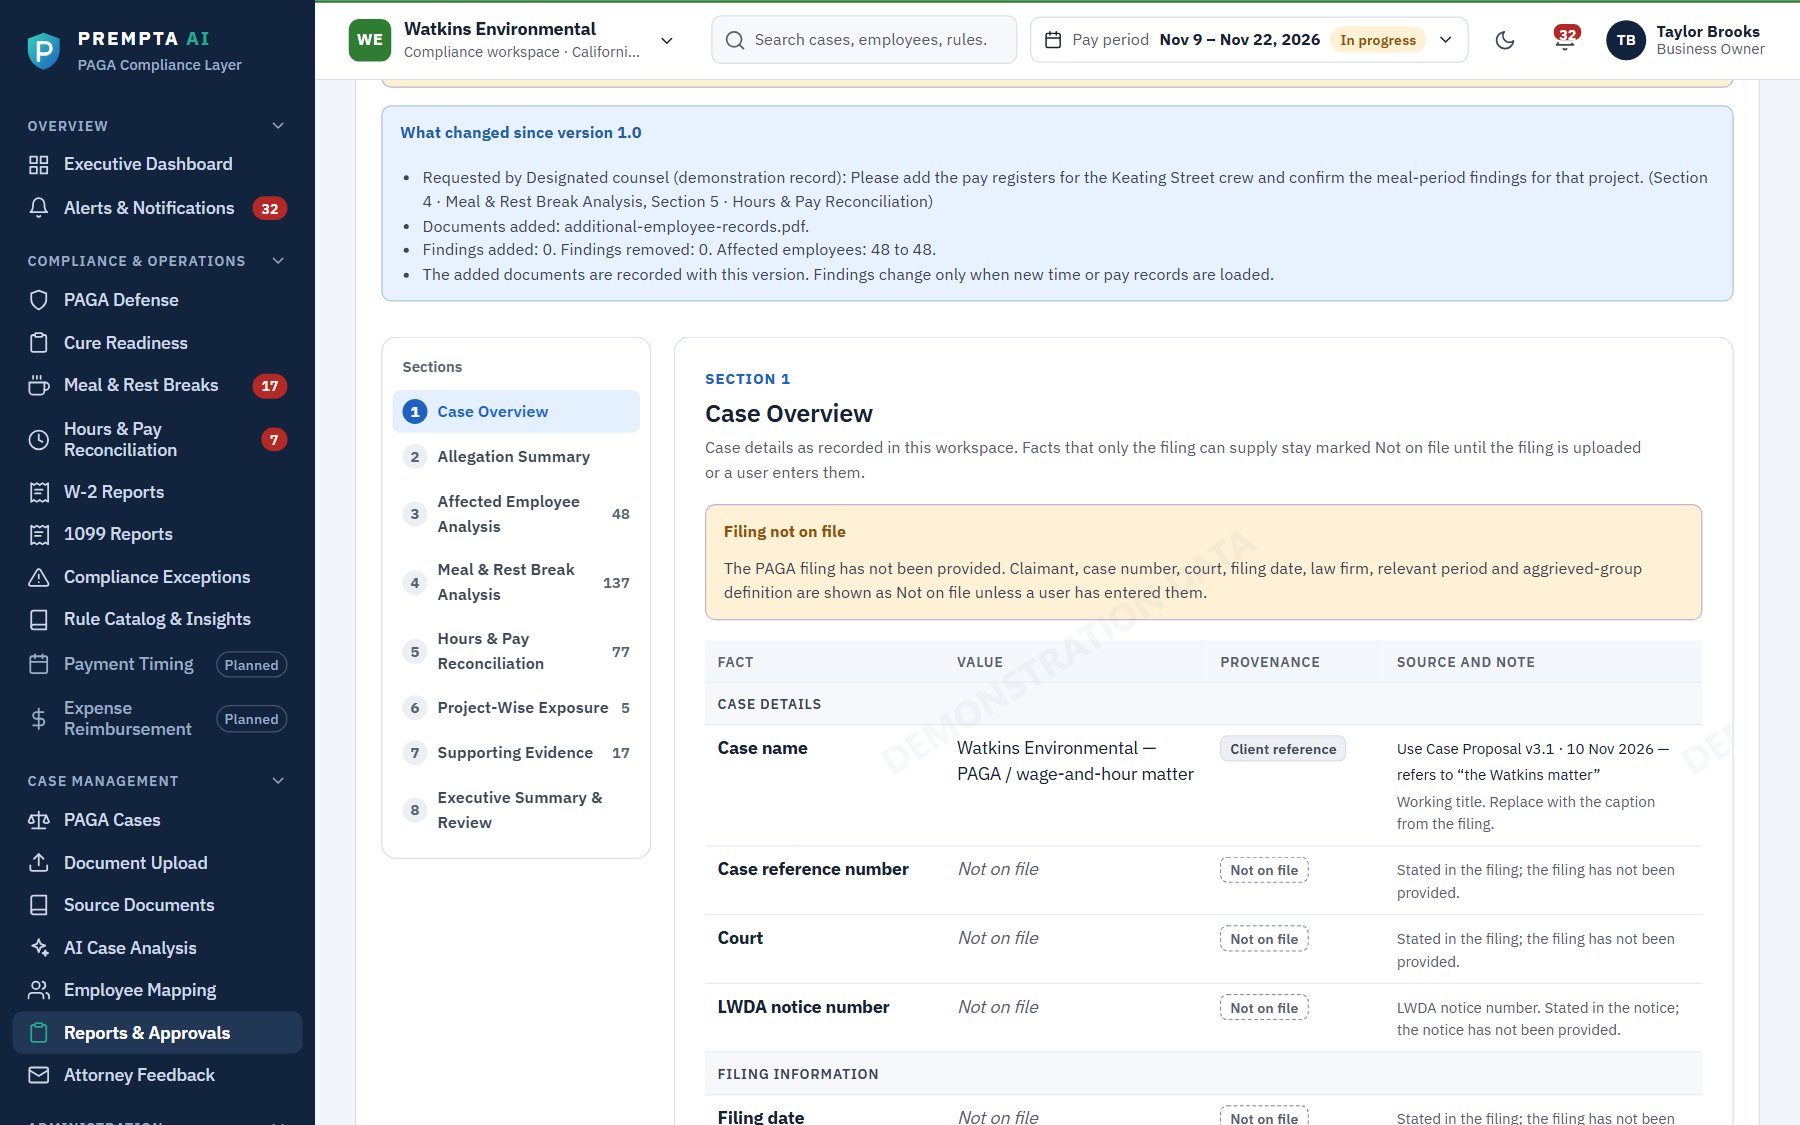 PREMPTA AI
PAGA Compliance Layer
OVERVIEW
Executive Dashboard
Alerts & Notifications 32
COMPLIANCE & OPERATIONS
PAGA Defense
Cure Readiness
Meal & Rest Breaks 17
Hours & Pay
Reconciliation 7
W-2 Reports
1099 Reports
Compliance Exceptions
Rule Catalog & Insights
Payment Timing Planned
Expense
Reimbursement Planned
CASE MANAGEMENT
PAGA Cases
Document Upload
Source Documents
AI Case Analysis
Employee Mapping
Reports & Approvals
Attorney Feedback
WE
Watkins Environmental
Compliance workspace · Californi...
Search cases, employees, rules.
Pay period Nov 9 – Nov 22, 2026 In progress
32
TB
Taylor Brooks
Business Owner
What changed since version 1.0
• Requested by Designated counsel (demonstration record): Please add the pay registers for the Keating Street crew and confirm the meal-period findings for that project. (Section
4 · Meal & Rest Break Analysis, Section 5 · Hours & Pay Reconciliation)
• Documents added: additional-employee-records.pdf.
• Findings added: 0. Findings removed: 0. Affected employees: 48 to 48.
• The added documents are recorded with this version. Findings change only when new time or pay records are loaded.
Sections
1 Case Overview
2 Allegation Summary
3 Affected Employee
Analysis 48
4 Meal & Rest Break
Analysis 137
5 Hours & Pay
Reconciliation 77
6 Project-Wise Exposure 5
7 Supporting Evidence 17
8 Executive Summary &
Review
SECTION 1
Case Overview
Case details as recorded in this workspace. Facts that only the filing can supply stay marked Not on file until the filing is uploaded
or a user enters them.
Filing not on file
The PAGA filing has not been provided. Claimant, case number, court, filing date, law firm, relevant period and aggrieved-group
definition are shown as Not on file unless a user has entered them.
DEMONSTRATION DATA
FACT VALUE PROVENANCE SOURCE AND NOTE
CASE DETAILS
Case name
Watkins Environmental —
PAGA / wage-and-hour matter
Client reference
Use Case Proposal v3.1 · 10 Nov 2026 —
refers to “the Watkins matter”
Working title. Replace with the caption
from the filing.
Case reference number Not on file Not on file Stated in the filing; the filing has not been
provided.
Court Not on file Not on file Stated in the filing; the filing has not been
provided.
LWDA notice number Not on file Not on file LWDA notice number. Stated in the notice;
the notice has not been provided.
FILING INFORMATION
Filing date Not on file Not on file Stated in the filing; the filing has not been